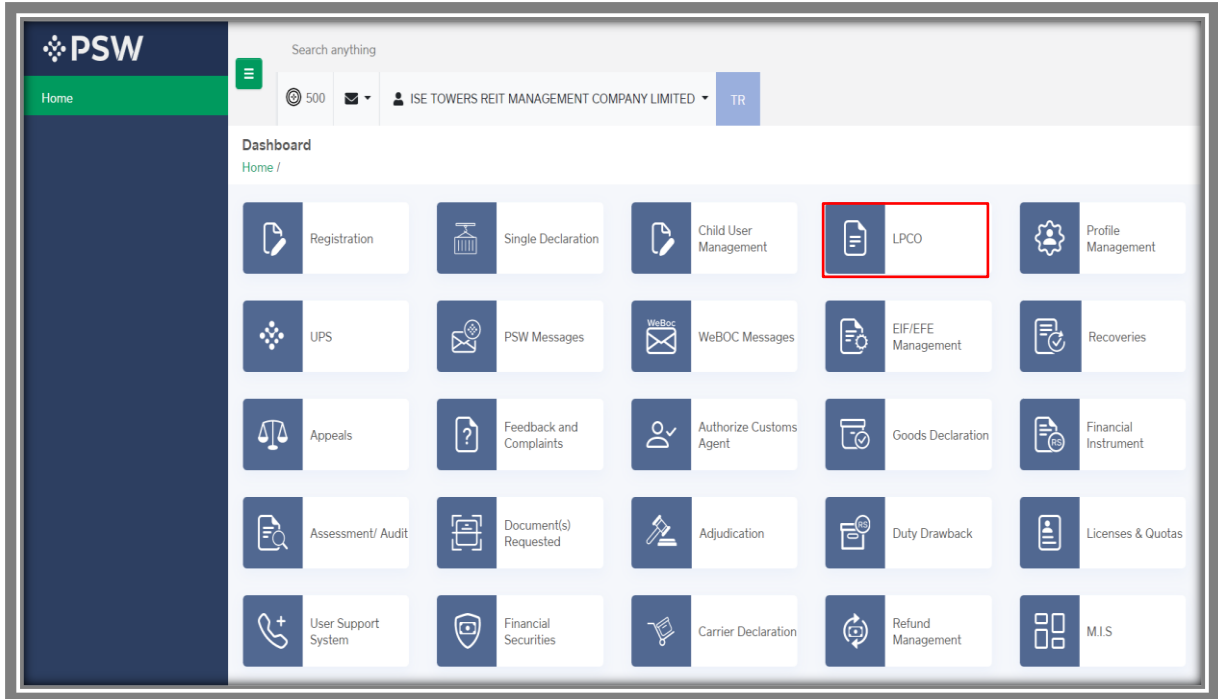 PSW
Search anything
Home
500
ISE TOWERS REIT MANAGEMENT COMPANY LIMITED
TR
Dashboard
Home /
Registration
Single Declaration
Child User
Management
LPCO
Profile
Management
UPS
PSW Messages
WeBoc
WeBOC Messages
EIF/EFE
Management
Recoveries
Appeals
?
Feedback and
Complaints
Authorize Customs
Agent
Goods Declaration
RS
Financial
Instrument
Assessment/ Audit
Document(s)
Requested
Adjudication
RS
Duty Drawback
Licenses & Quotas
User Support
System
Financial
Securities
Carrier Declaration
Refund
Management
M.I.S